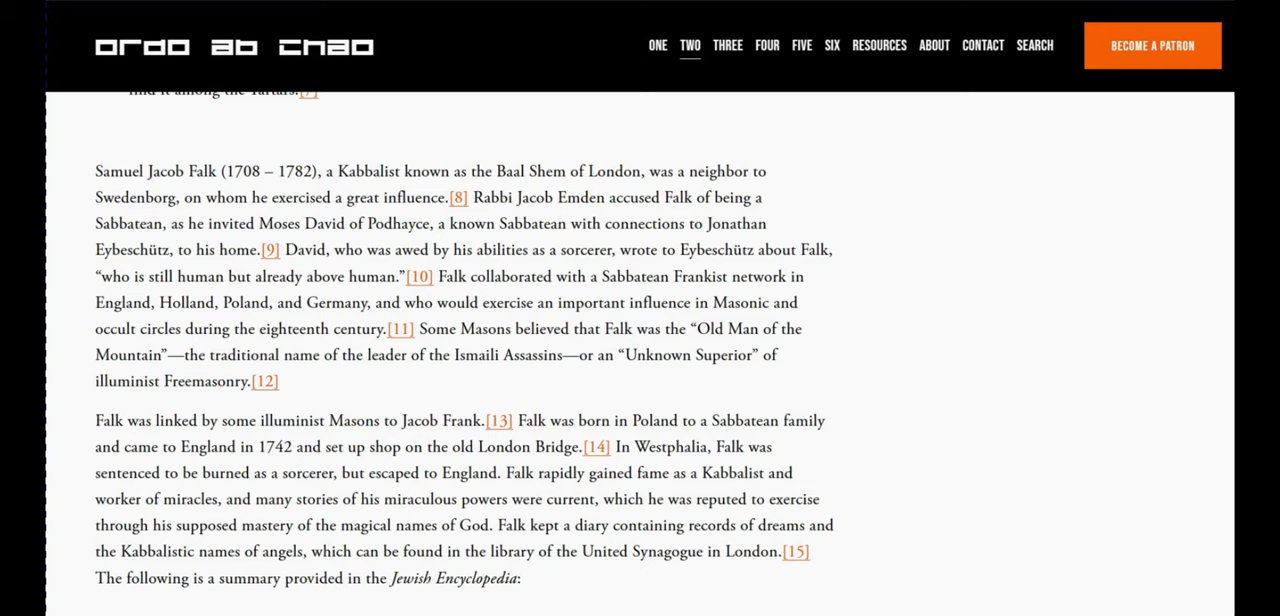 ordo ab chao
ONE TWO THREE FOUR FIVE SIX RESOURCES ABOUT CONTACT SEARCH BECOME A PATRON
find it among the Tartars.[7]
Samuel Jacob Falk (1708 – 1782), a Kabbalist known as the Baal Shem of London, was a neighbor to
Swedenborg, on whom he exercised a great influence.[8] Rabbi Jacob Emden accused Falk of being a
Sabbatean, as he invited Moses David of Podhayce, a known Sabbatean with connections to Jonathan
Eybeschütz, to his home.[9] David, who was awed by his abilities as a sorcerer, wrote to Eybeschütz about Falk,
“who is still human but already above human.”[10] Falk collaborated with a Sabbatean Frankist network in
England, Holland, Poland, and Germany, and who would exercise an important influence in Masonic and
occult circles during the eighteenth century.[11] Some Masons believed that Falk was the “Old Man of the
Mountain”—the traditional name of the leader of the Ismaili Assassins—or an “Unknown Superior” of
illuminist Freemasonry.[12]
Falk was linked by some illuminist Masons to Jacob Frank.[13] Falk was born in Poland to a Sabbatean family
and came to England in 1742 and set up shop on the old London Bridge.[14] In Westphalia, Falk was
sentenced to be burned as a sorcerer, but escaped to England. Falk rapidly gained fame as a Kabbalist and
worker of miracles, and many stories of his miraculous powers were current, which he was reputed to exercise
through his supposed mastery of the magical names of God. Falk kept a diary containing records of dreams and
the Kabbalistic names of angels, which can be found in the library of the United Synagogue in London.[15]
The following is a summary provided in the Jewish Encyclopedia: